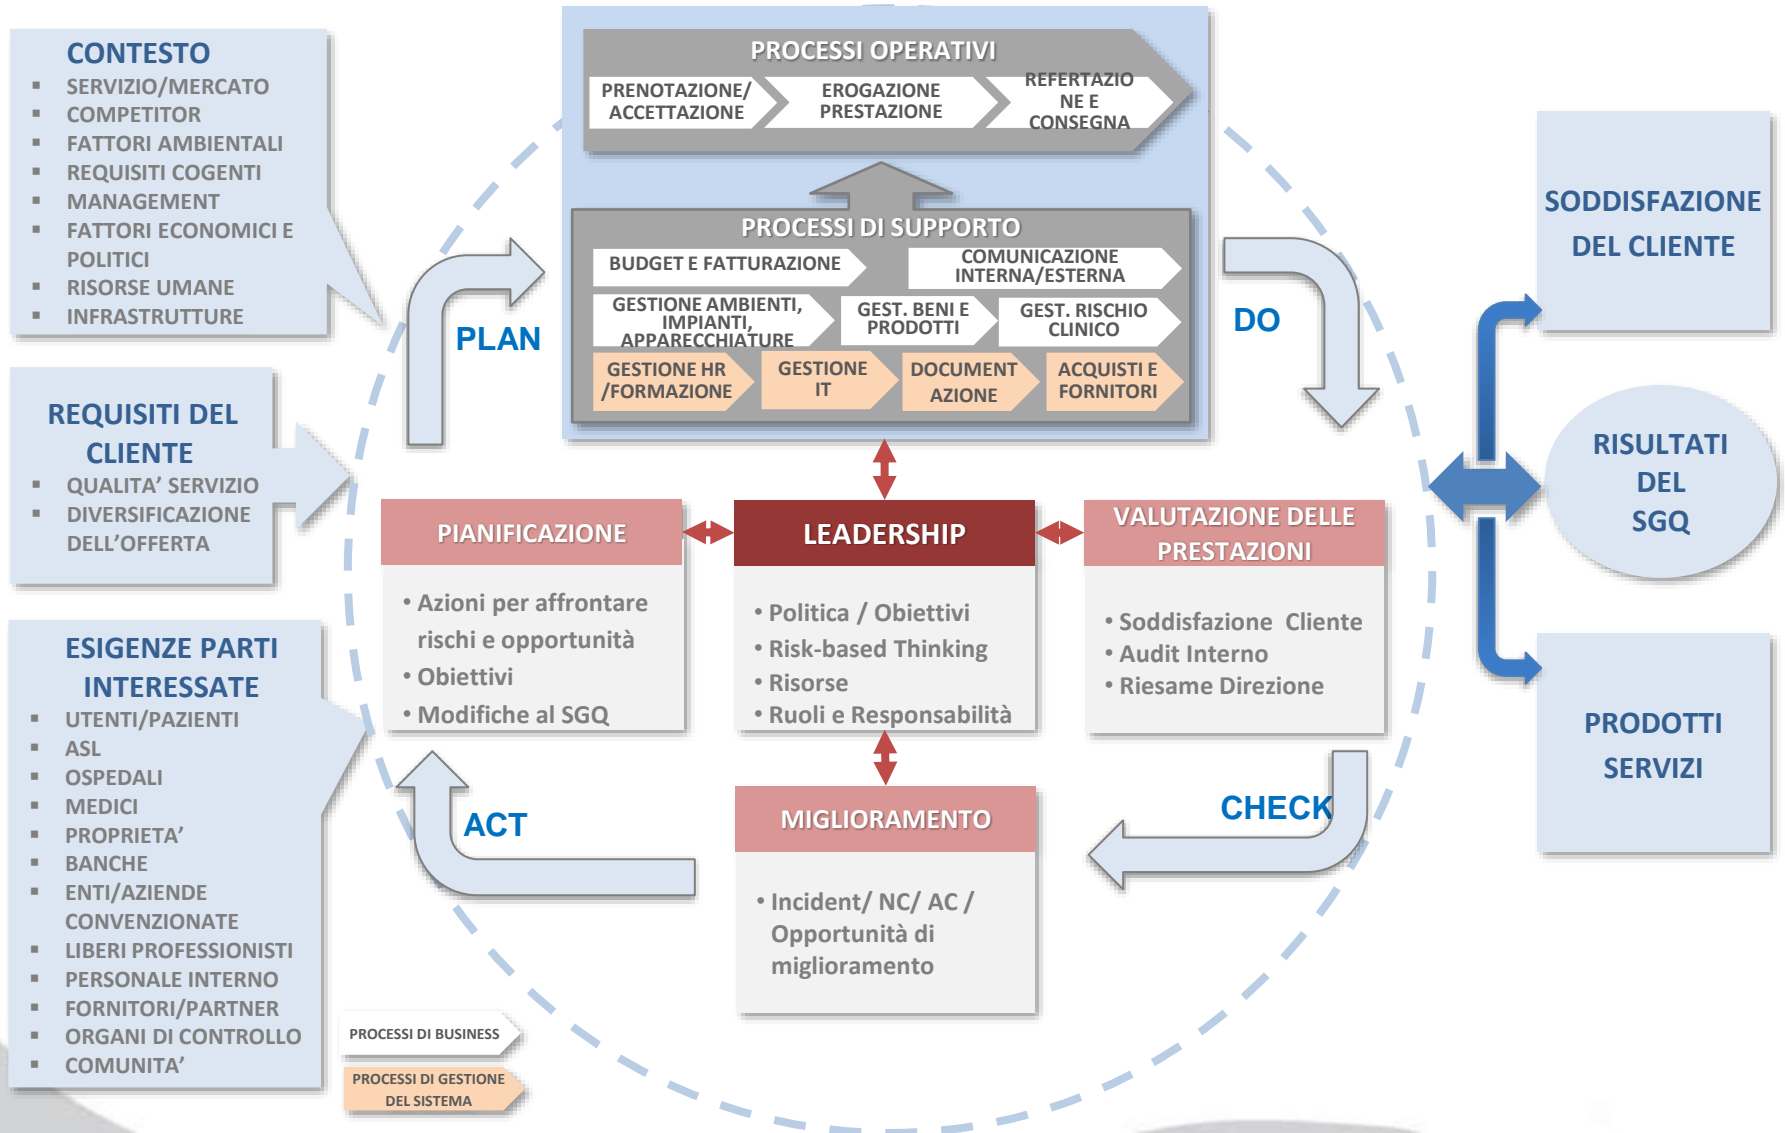 CONTESTO
▪ SERVIZIO/MERCATO
▪ COMPETITOR
▪ FATTORI AMBIENTALI
▪ REQUISITI COGENTI
▪ MANAGEMENT
▪ FATTORI ECONOMICI E
POLITICI
▪ RISORSE UMANE
▪ INFRASTRUTTURE
REQUISITI DEL
CLIENTE
▪ QUALITA’ SERVIZIO
▪ DIVERSIFICAZIONE
DELL’OFFERTA
ESIGENZE PARTI
INTERESSATE
▪ UTENTI/PAZIENTI
▪ ASL
▪ OSPEDALI
▪ MEDICI
▪ PROPRIETA’
▪ BANCHE
▪ ENTI/AZIENDE
CONVENZIONATE
▪ LIBERI PROFESSIONISTI
▪ PERSONALE INTERNO
▪ FORNITORI/PARTNER
▪ ORGANI DI CONTROLLO
▪ COMUNITA’
PROCESSI OPERATIVI
PRENOTAZIONE/
ACCETTAZIONE
EROGAZIONE
PRESTAZIONE
REFERTAZIO
NE E
CONSEGNA
PROCESSI DI SUPPORTO
BUDGET E FATTURAZIONE
COMUNICAZIONE
INTERNA/ESTERNA
GESTIONE AMBIENTI,
IMPIANTI,
APPARECCHIATURE
GEST. BENI E
PRODOTTI
GEST. RISCHIO
CLINICO
GESTIONE HR
/FORMAZIONE
GESTIONE
IT
DOCUMENT
AZIONE
ACQUISTI E
FORNITORI
PLAN
DO
PIANIFICAZIONE
• Azioni per affrontare
rischi e opportunità
• Obiettivi
• Modifiche al SGQ
LEADERSHIP
• Politica / Obiettivi
• Risk-based Thinking
• Risorse
• Ruoli e Responsabilità
VALUTAZIONE DELLE
PRESTAZIONI
• Soddisfazione Cliente
• Audit Interno
• Riesame Direzione
ACT
CHECK
MIGLIORAMENTO
• Incident/ NC/ AC /
Opportunità di
miglioramento
PROCESSI DI BUSINESS
PROCESSI DI GESTIONE
DEL SISTEMA
SODDISFAZIONE
DEL CLIENTE
RISULTATI
DEL
SGQ
PRODOTTI
SERVIZI